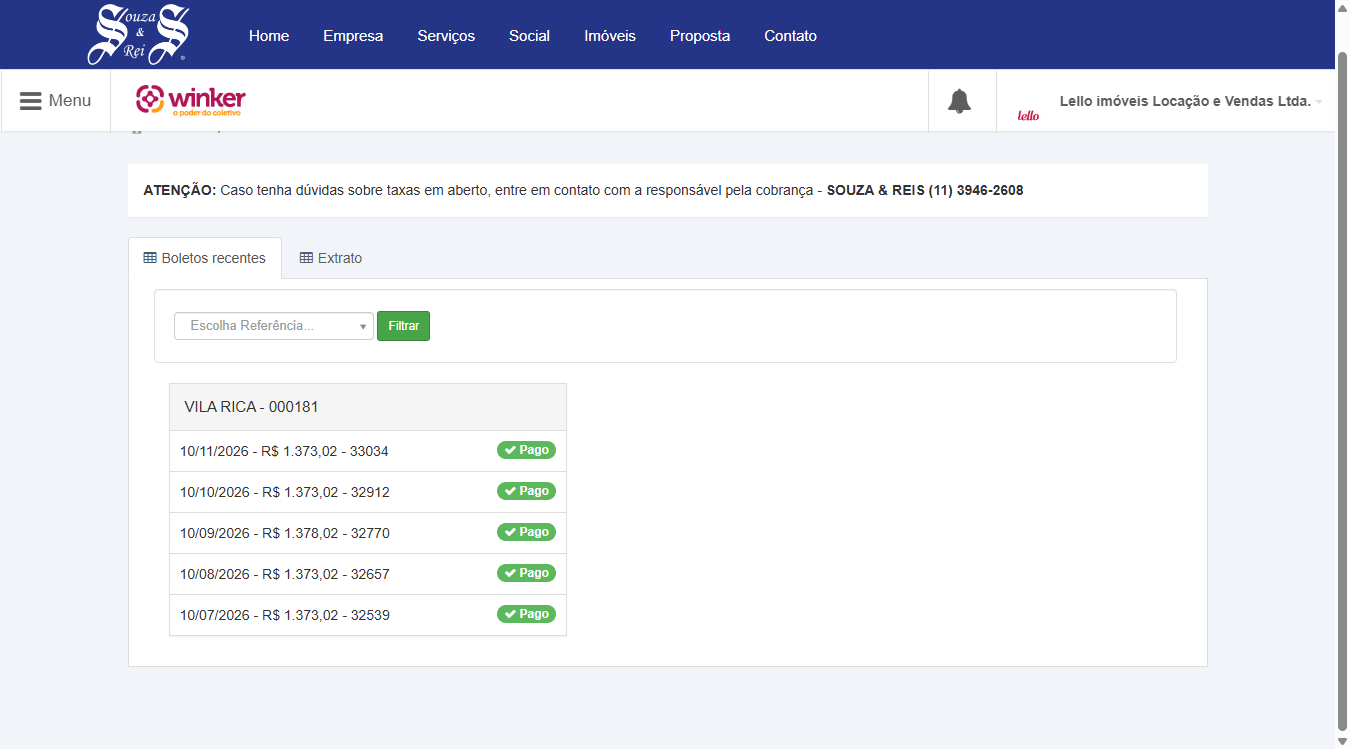 Souza
&
Reis
Home Empresa Serviços Social Imóveis Proposta Contato
Menu
winker
o poder do coletivo
lello
Lello imóveis Locação e Vendas Ltda.
ATENÇÃO: Caso tenha dúvidas sobre taxas em aberto, entre em contato com a responsável pela cobrança - SOUZA & REIS (11) 3946-2608
Boletos recentes
Extrato
Escolha Referência...
Filtrar
VILA RICA - 000181
10/11/2026 - R$ 1.373,02 - 33034 Pago
10/10/2026 - R$ 1.373,02 - 32912 Pago
10/09/2026 - R$ 1.378,02 - 32770 Pago
10/08/2026 - R$ 1.373,02 - 32657 Pago
10/07/2026 - R$ 1.373,02 - 32539 Pago